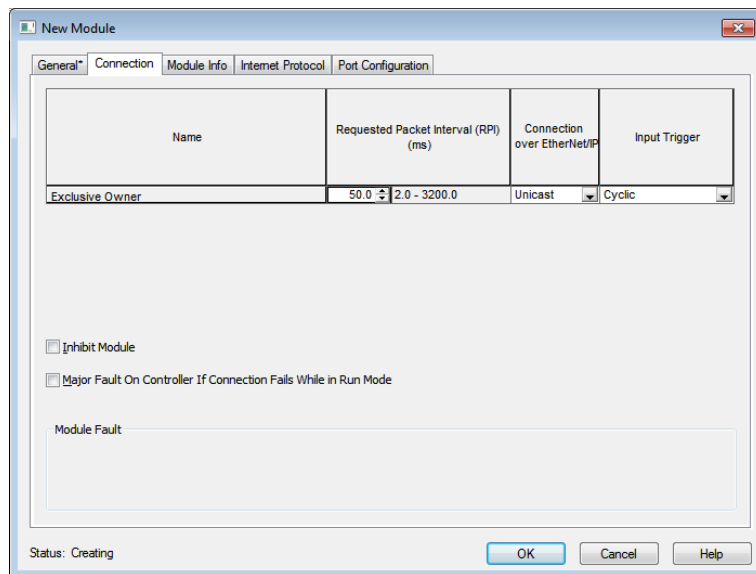 New Module
General* Connection Module Info Internet Protocol Port Configuration
Name
Requested Packet Interval (RPI)
(ms)
Connection
over EtherNet/IP
Input Trigger
Exclusive Owner 50.0 2.0 - 3200.0 Unicast Cyclic
Inhibit Module
Major Fault On Controller If Connection Fails While in Run Mode
Module Fault
Status: Creating OK Cancel Help